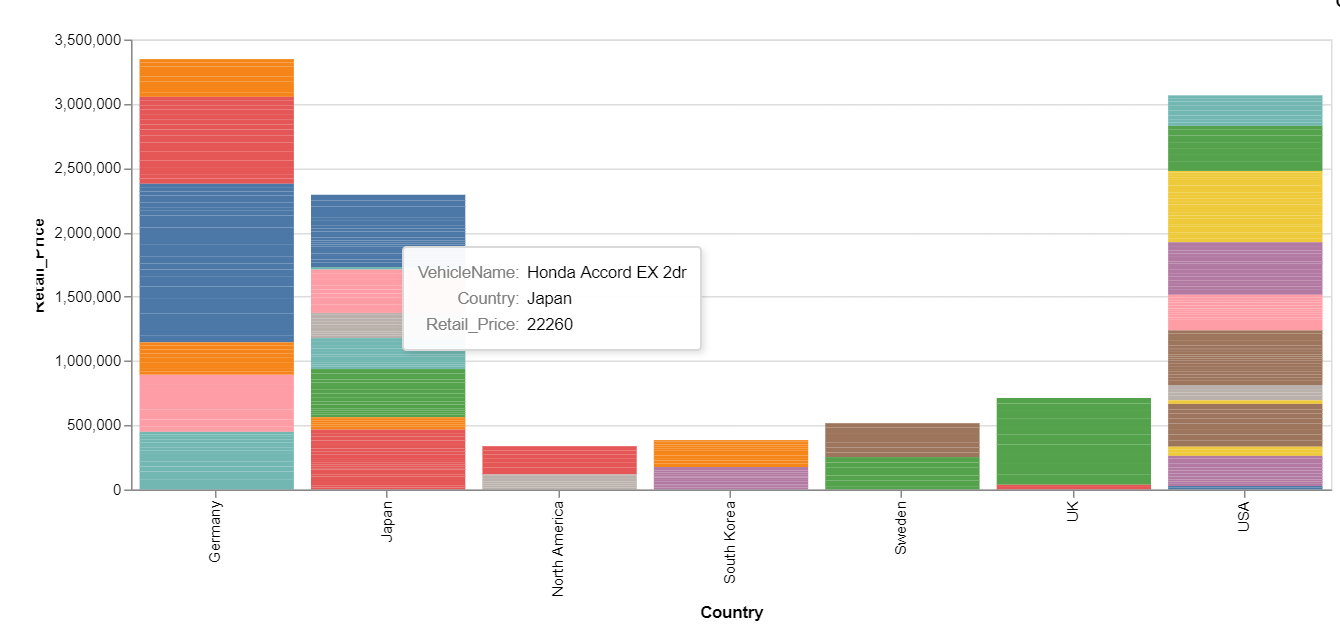 3,500,000
3,000,000
2,500,000
2,000,000
1,500,000
1,000,000
500,000
0
Retail_Price
VehicleName: Honda Accord EX 2dr
Country: Japan
Retail_Price: 22260
Germany
Japan
North America
South Korea
Sweden
UK
USA
Country